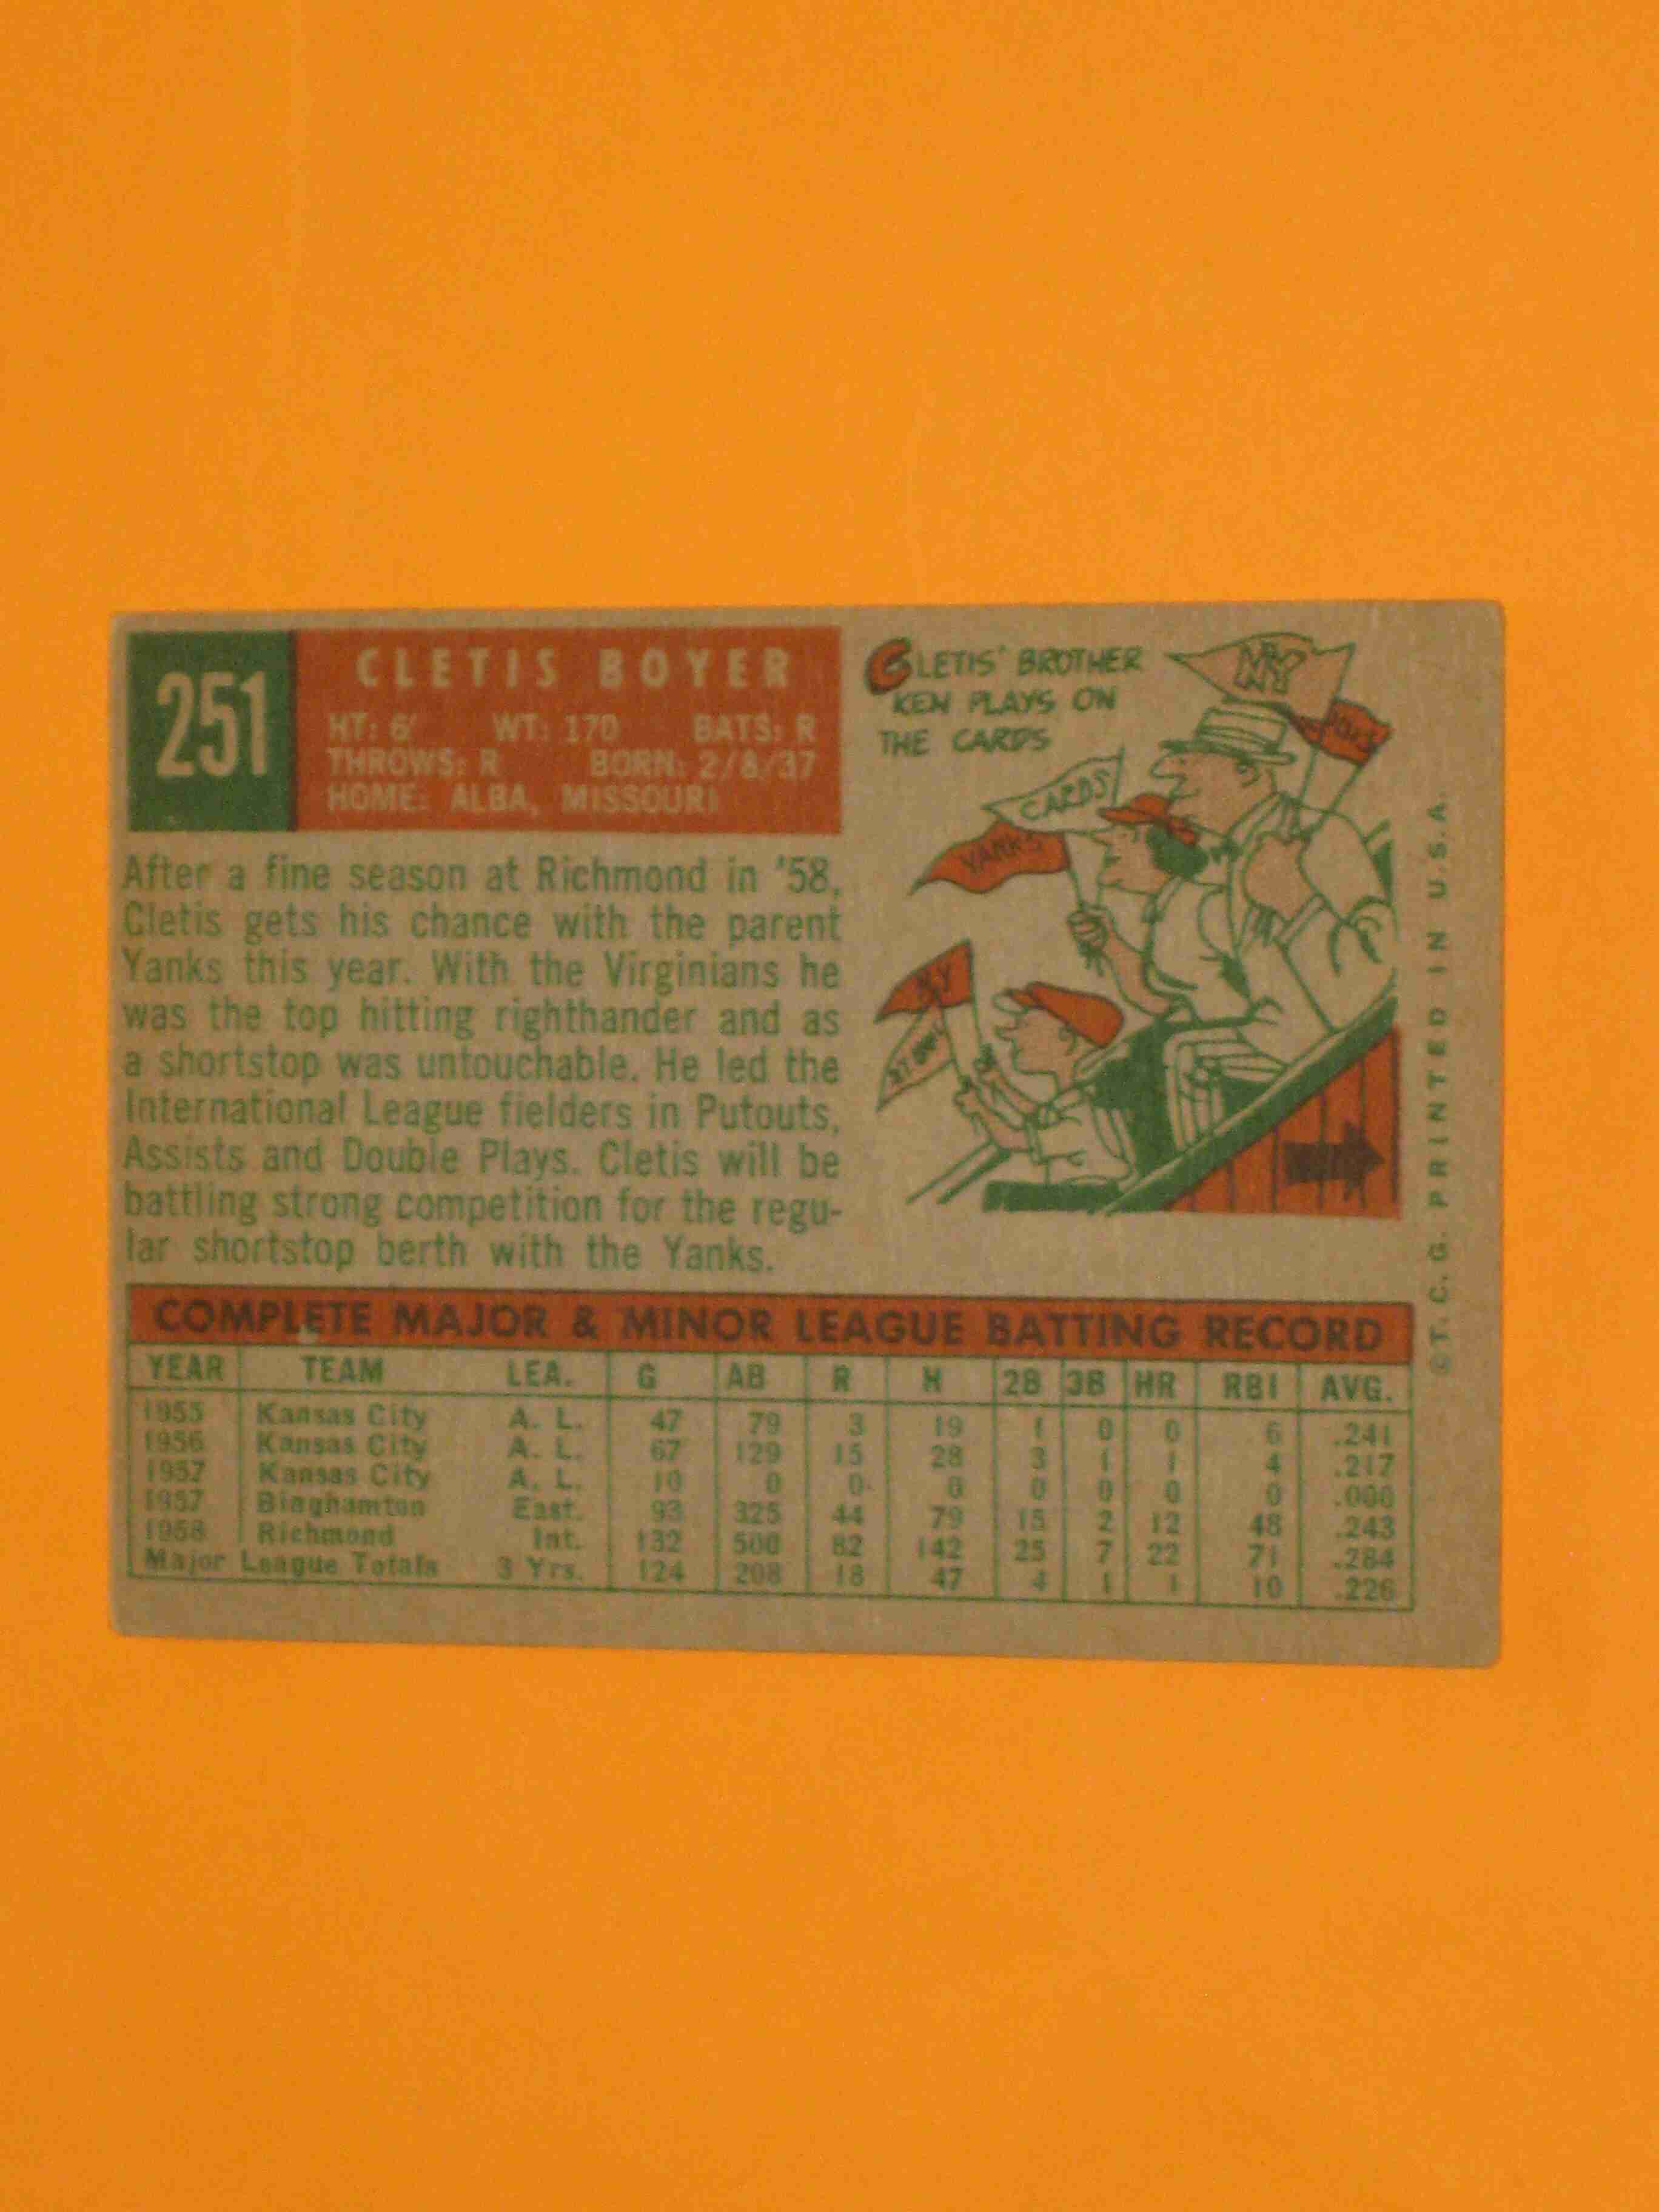 251
CLETIS BOYER
HT: 6' WT: 170 BATS: R
THROWS: R BORN: 2/8/37
HOME: ALBA, MISSOURI
After a fine season at Richmond in '58,
Cletis gets his chance with the parent
Yanks this year. With the Virginians he
was the top hitting righthander and as
a shortstop was untouchable. He led the
International League fielders in Putouts,
Assists and Double Plays. Cletis will be
battling strong competition for the regu-
lar shortstop berth with the Yanks.
CLETIS' BROTHER
KEN PLAYS ON
THE CARDS
NY
CARDS
YANKS
NY
©T. C. G. PRINTED IN U.S.A.
COMPLETE MAJOR & MINOR LEAGUE BATTING RECORD
YEAR TEAM LEA. G AB R H 2B 3B HR RBI AVG.
1955 Kansas City A. L. 47 79 3 19 1 0 0 6 .241
1956 Kansas City A. L. 67 129 15 28 3 1 1 4 .217
1957 Kansas City A. L. 10 0 0 0 0 0 0 0 .000
1957 Binghamton East. 93 325 44 79 15 2 12 48 .243
1958 Richmond Int. 132 500 82 142 25 7 22 71 .284
Major League Totals 3 Yrs. 124 208 18 47 4 1 1 10 .226